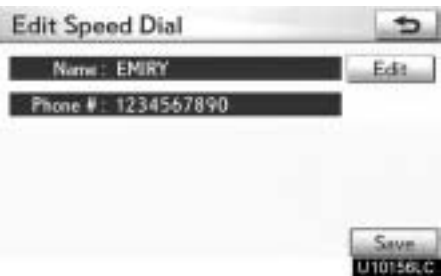 Edit Speed Dial
Name: EMIRY Edit
Phone #: 1234567890
Save
U10156LC